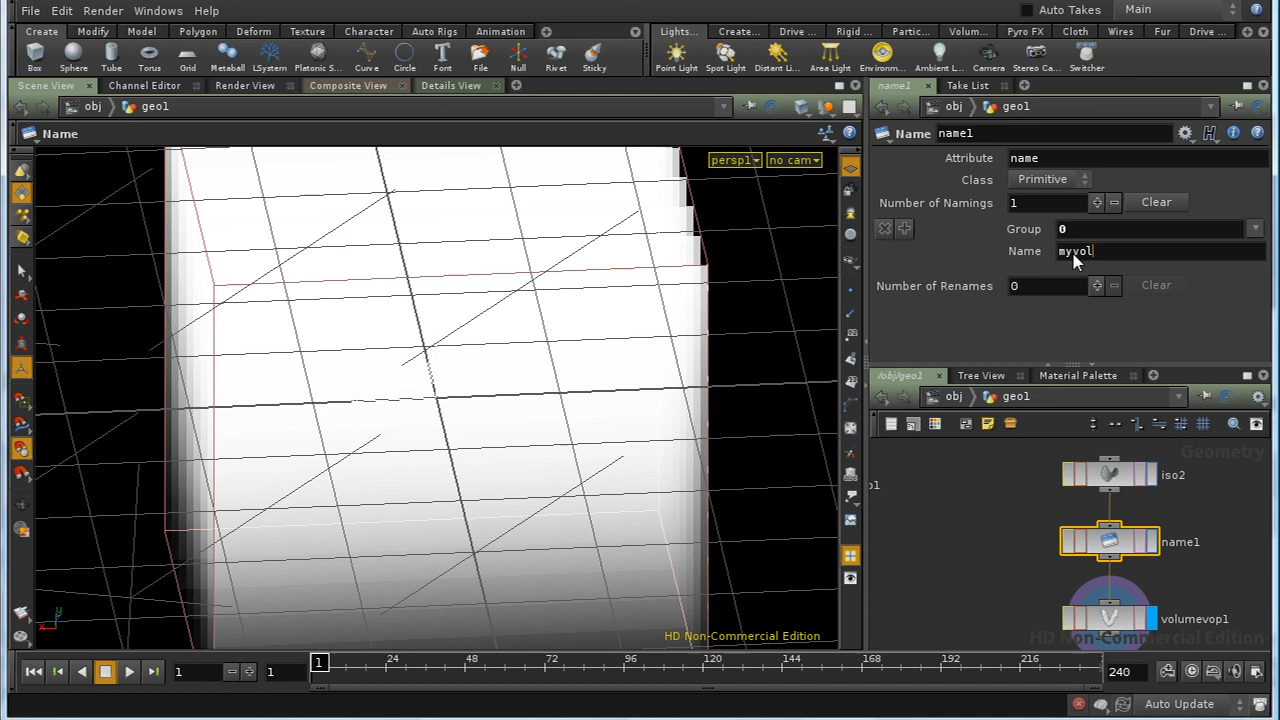 File Edit Render Windows Help Auto Takes Main
Create Modify Model Polygon Deform Texture Character Auto Rigs Animation Lights... Create... Drive ... Rigid ... Partic... Volum... Pyro FX Cloth Wires Fur Drive ...
Box Sphere Tube Torus Grid Metaball LSystem Platonic S... Curve Circle Font File Null Rivet Sticky Point Light Spot Light Distant Li... Area Light Environm... Ambient L... Camera Stereo Ca... Switcher
Scene View Channel Editor Render View Composite View Details View name1 Take List
obj geo1 obj geo1
Name Name name1
persp1 no cam Attribute name
Class Primitive
Number of Namings 1 Clear
Group 0
Name myvol
Number of Renames 0 Clear
/obj/geo1 Tree View Material Palette
obj geo1
Geometry
iso2
p1
name1
volumevop1
HD Non-Commercial Edition HD Non-Commercial Edition
y
x
1 1 1 24 48 72 96 120 144 168 192 216 240
Auto Update